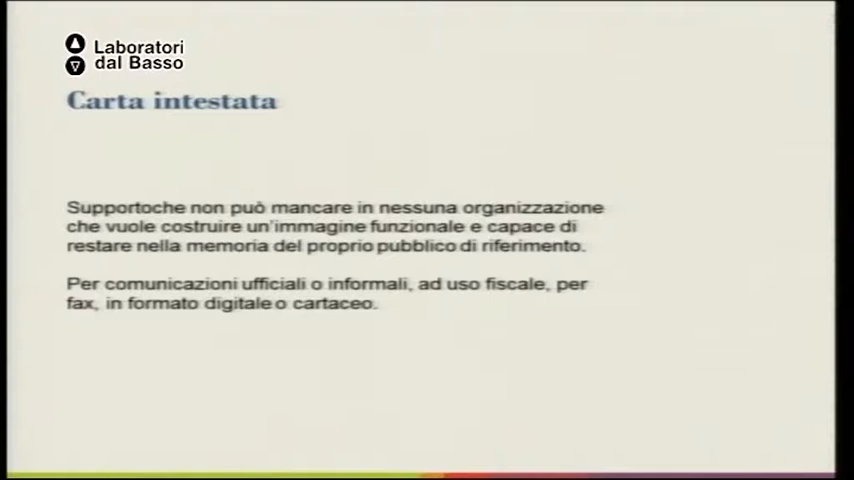 Laboratori
dal Basso
Carta intestata
Supportoche non può mancare in nessuna organizzazione
che vuole costruire un'immagine funzionale e capace di
restare nella memoria del proprio pubblico di riferimento.
Per comunicazioni ufficiali o informali, ad uso fiscale, per
fax, in formato digitale o cartaceo.